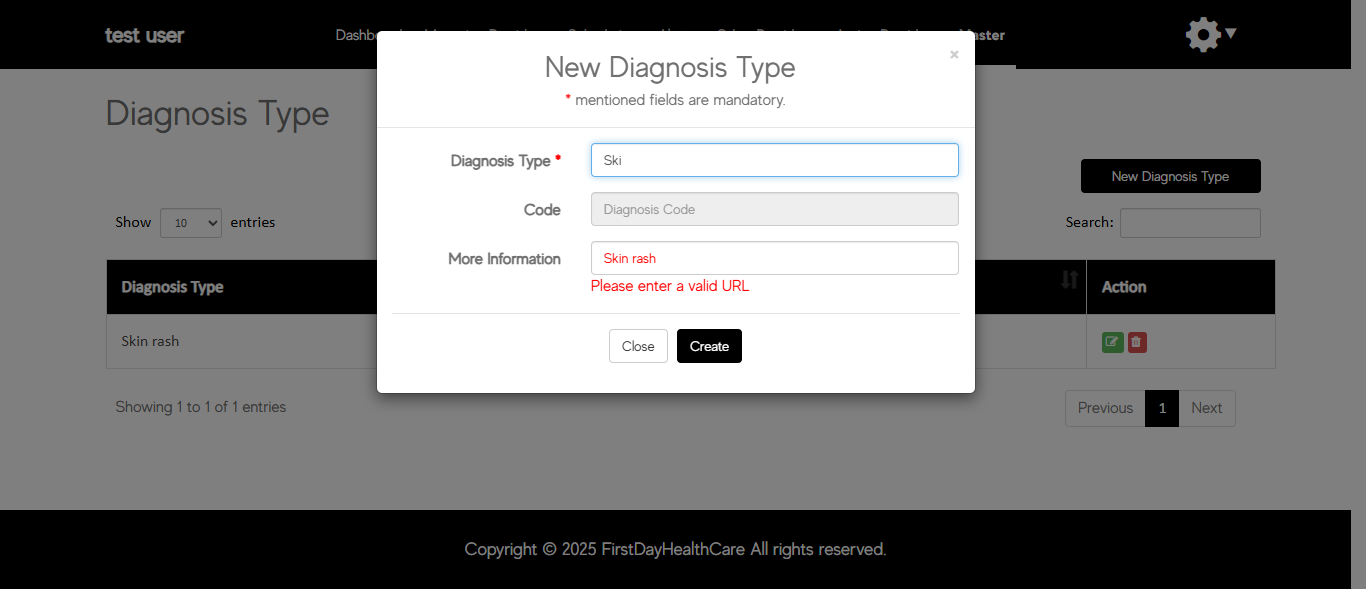 test user
Master
New Diagnosis Type
×
* mentioned fields are mandatory.
Diagnosis Type
Diagnosis Type * Ski
New Diagnosis Type
Code Diagnosis Code
Show 10 entries
Search:
More Information Skin rash
Please enter a valid URL
Diagnosis Type Action
Skin rash
Close Create
Showing 1 to 1 of 1 entries
Previous 1 Next
Copyright © 2025 FirstDayHealthCare All rights reserved.